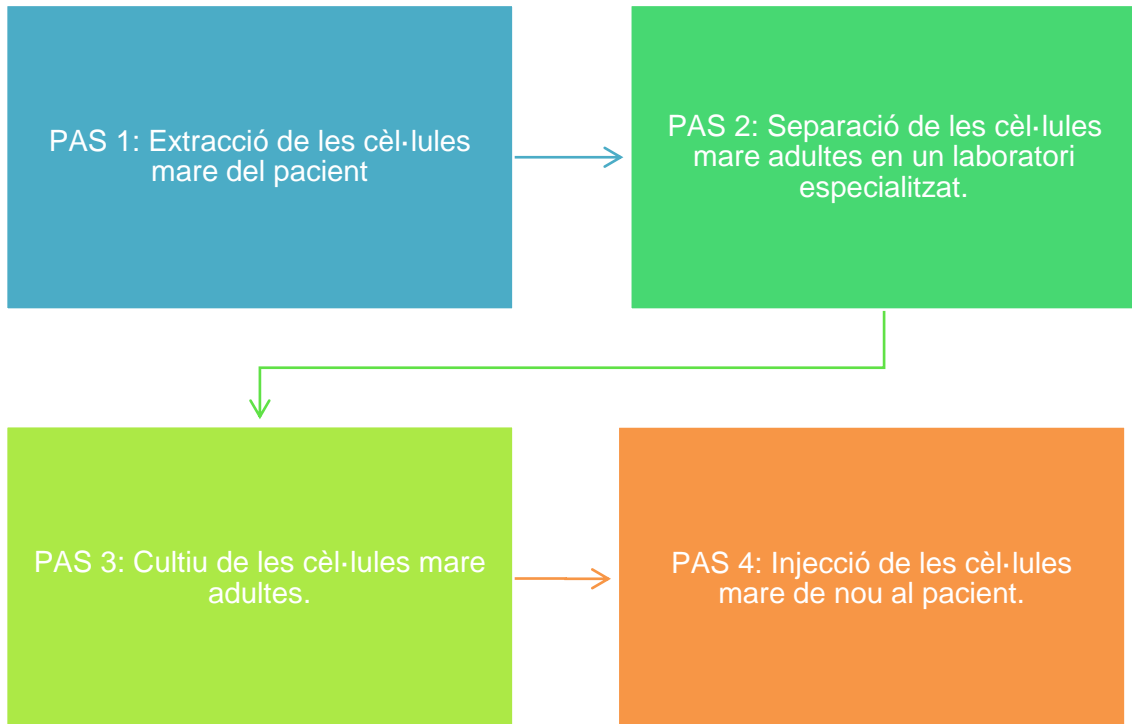 PAS 1: Extracció de les cèl·lules
mare del pacient
PAS 2: Separació de les cèl·lules
mare adultes en un laboratori
especialitzat.
PAS 3: Cultiu de les cèl·lules mare
adultes.
PAS 4: Injecció de les cèl·lules
mare de nou al pacient.